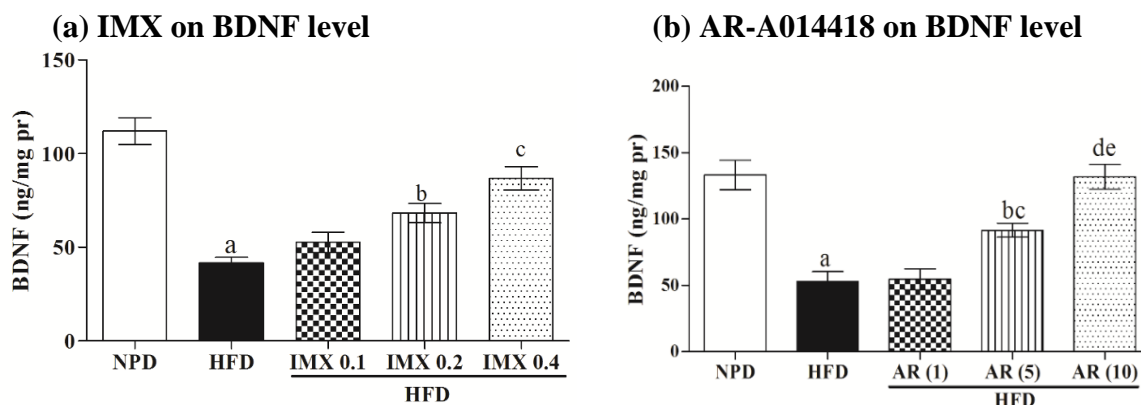 (a) IMX on BDNF level
BDNF (ng/mg pr)
150
100
50
0
a
b
c
NPD HFD IMX 0.1 IMX 0.2 IMX 0.4
HFD
(b) AR-A014418 on BDNF level
BDNF (ng/mg pr)
200
150
100
50
0
a
bc
de
NPD HFD AR (1) AR (5) AR (10)
HFD